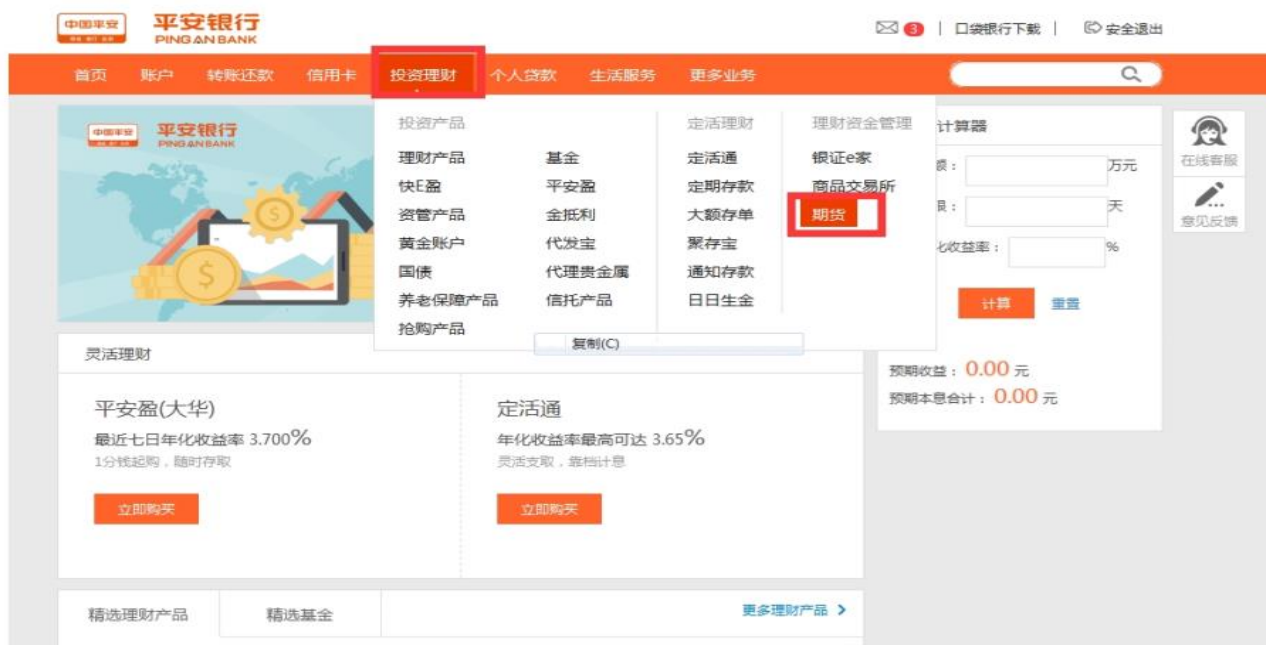 中国平安
平安银行
PING AN BANK
3
口袋银行下载
安全退出
首页 账户 转账还款 信用卡 投资理财 个人贷款 生活服务 更多业务
中国平安
平安银行
PING AN BANK
投资产品
理财产品 基金
快E盈 平安盈
资管产品 金抵利
黄金账户 代发宝
国债 代理贵金属
养老保障产品 信托产品
抢购产品
定活理财
定活通
定期存款
大额存单
聚存宝
通知存款
日日生金
理财资金管理
银证e家
商品交易所
期货
复制(C)
计算器
额： 万元
限： 天
化收益率： %
计算 重置
预期收益：0.00 元
预期本息合计：0.00 元
在线客服
意见反馈
灵活理财
平安盈(大华)
最近七日年化收益率 3.700%
1分钱起购，随时存取
立即购买
定活通
年化收益率最高可达 3.65%
灵活支取，靠档计息
立即购买
精选理财产品 精选基金 更多理财产品